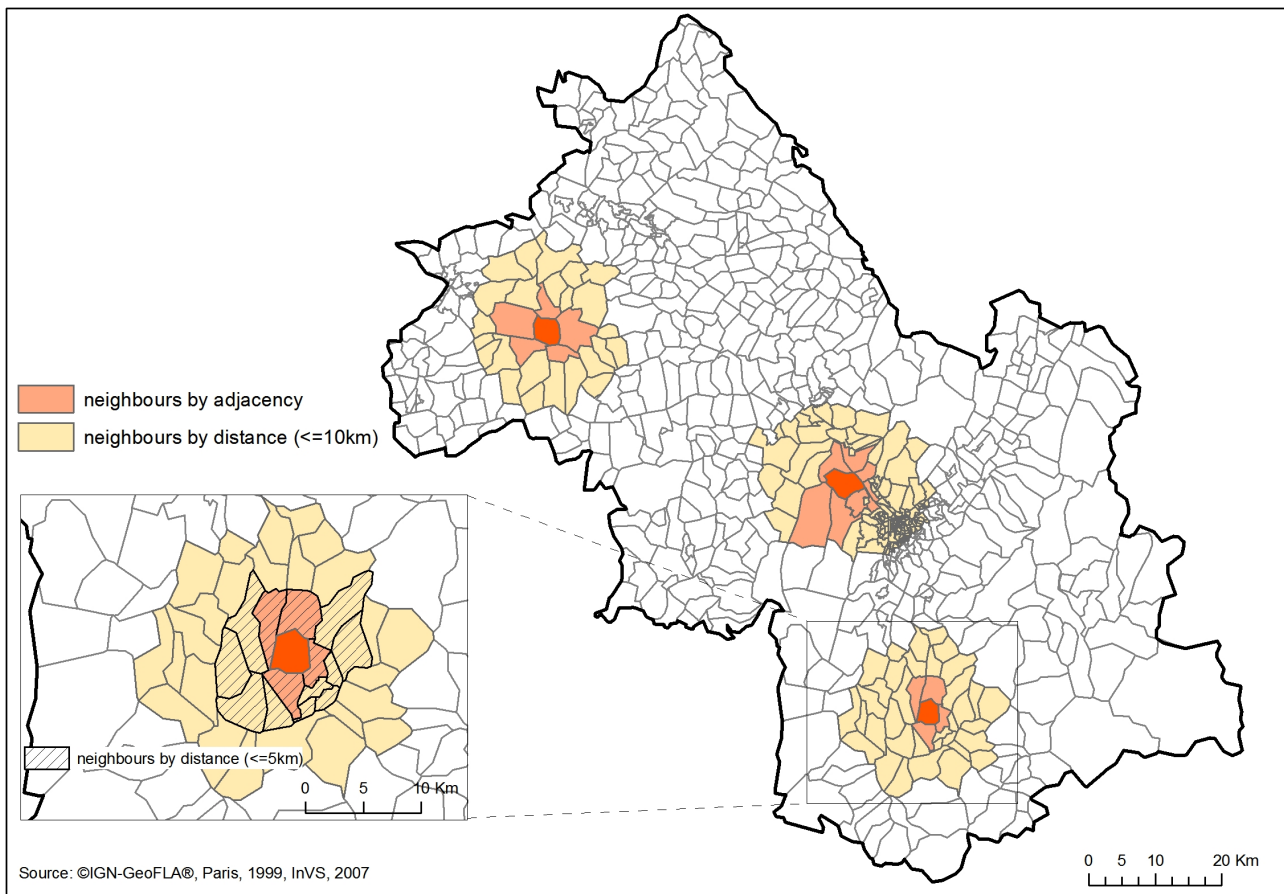 neighbours by adjacency
neighbours by distance (<=10km)
neighbours by distance (<=5km)
0 5 10 Km
Source: ©IGN-GeoFLA®, Paris, 1999, InVS, 2007
0 5 10 20 Km